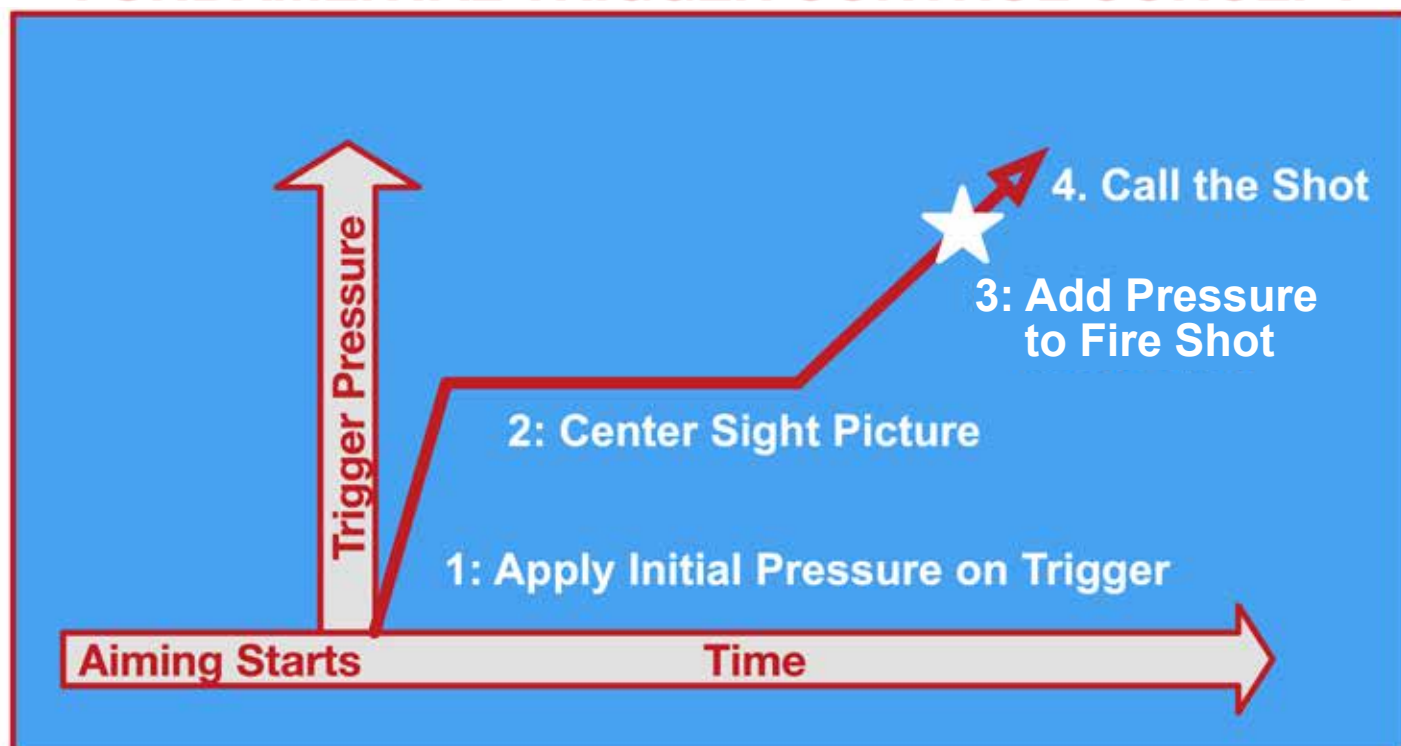 Trigger Pressure
4. Call the Shot
3: Add Pressure
to Fire Shot
2: Center Sight Picture
1: Apply Initial Pressure on Trigger
Aiming Starts
Time